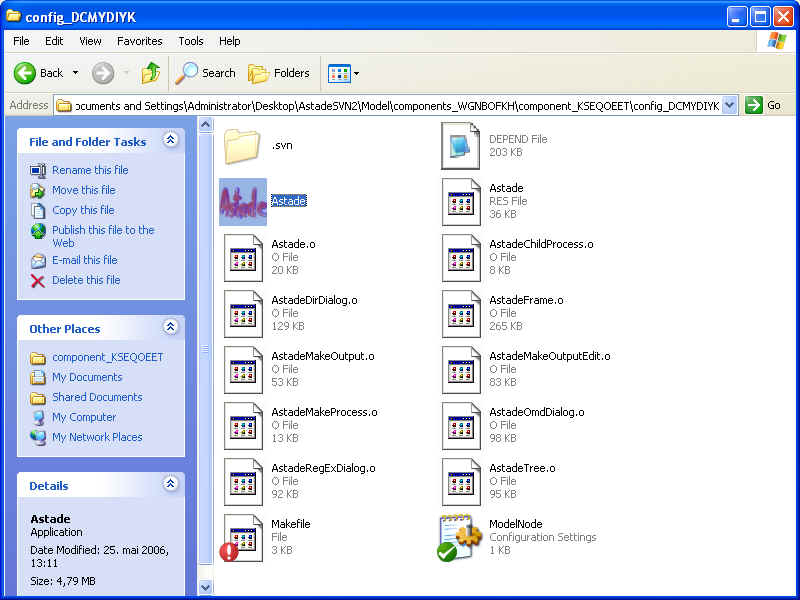 config_DCMYDIYK
File Edit View Favorites Tools Help
Back Search Folders
Address ocuments and Settings\Administrator\Desktop\AstadeSVN2\Model\components_WGNBOFKH\component_KSEQOEET\config_DCMYDIYK Go
File and Folder Tasks
Rename this file
Move this file
Copy this file
Publish this file to the
Web
E-mail this file
Delete this file
Other Places
component_KSEQOEET
My Documents
Shared Documents
My Computer
My Network Places
Details
Astade
Application
Date Modified: 25. mai 2006,
13:11
Size: 4,79 MB
.svn
DEPEND File
203 KB
Astade
Astade
Astade
RES File
36 KB
Astade.o
O File
20 KB
AstadeChildProcess.o
O File
8 KB
AstadeDirDialog.o
O File
129 KB
AstadeFrame.o
O File
265 KB
AstadeMakeOutput.o
O File
53 KB
AstadeMakeOutputEdit.o
O File
83 KB
AstadeMakeProcess.o
O File
13 KB
AstadeOmdDialog.o
O File
98 KB
AstadeRegExDialog.o
O File
92 KB
AstadeTree.o
O File
95 KB
Makefile
File
3 KB
ModelNode
Configuration Settings
1 KB